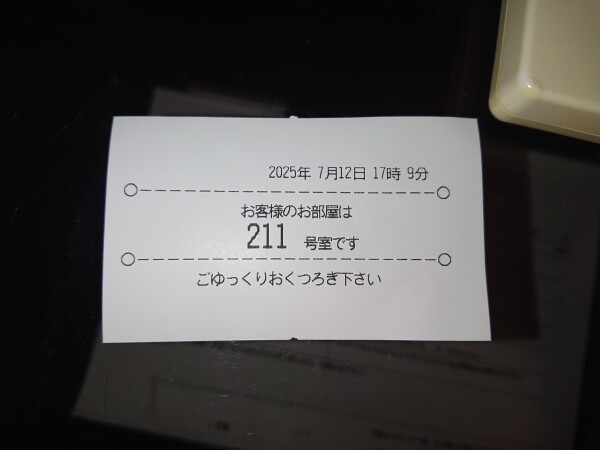 2025年 7月12日 17時 9分
お客様のお部屋は
211 号室です
ごゆっくりおくつろぎ下さい